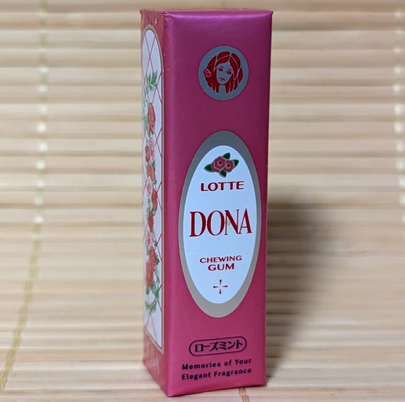 LOTTE
DONA
CHEWING
GUM
ローズミント
Memories of Your
Elegant Fragrance